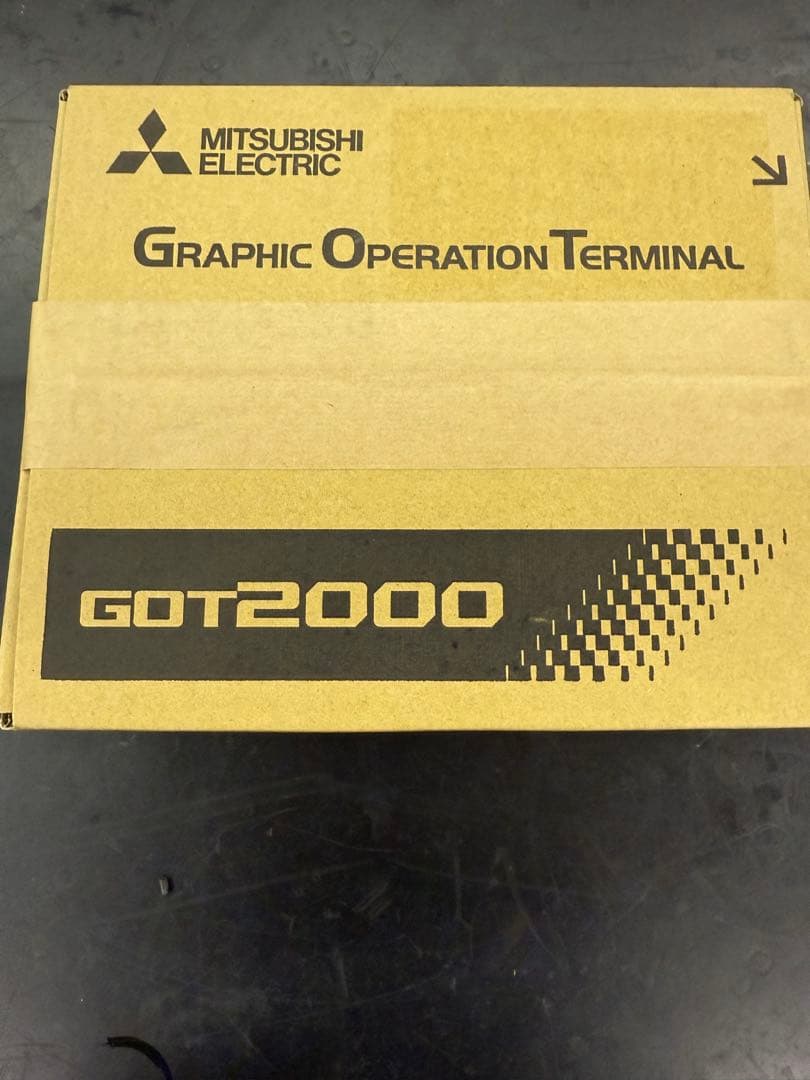 MITSUBISHI
ELECTRIC
GRAPHIC OPERATION TERMINAL
GOT2000